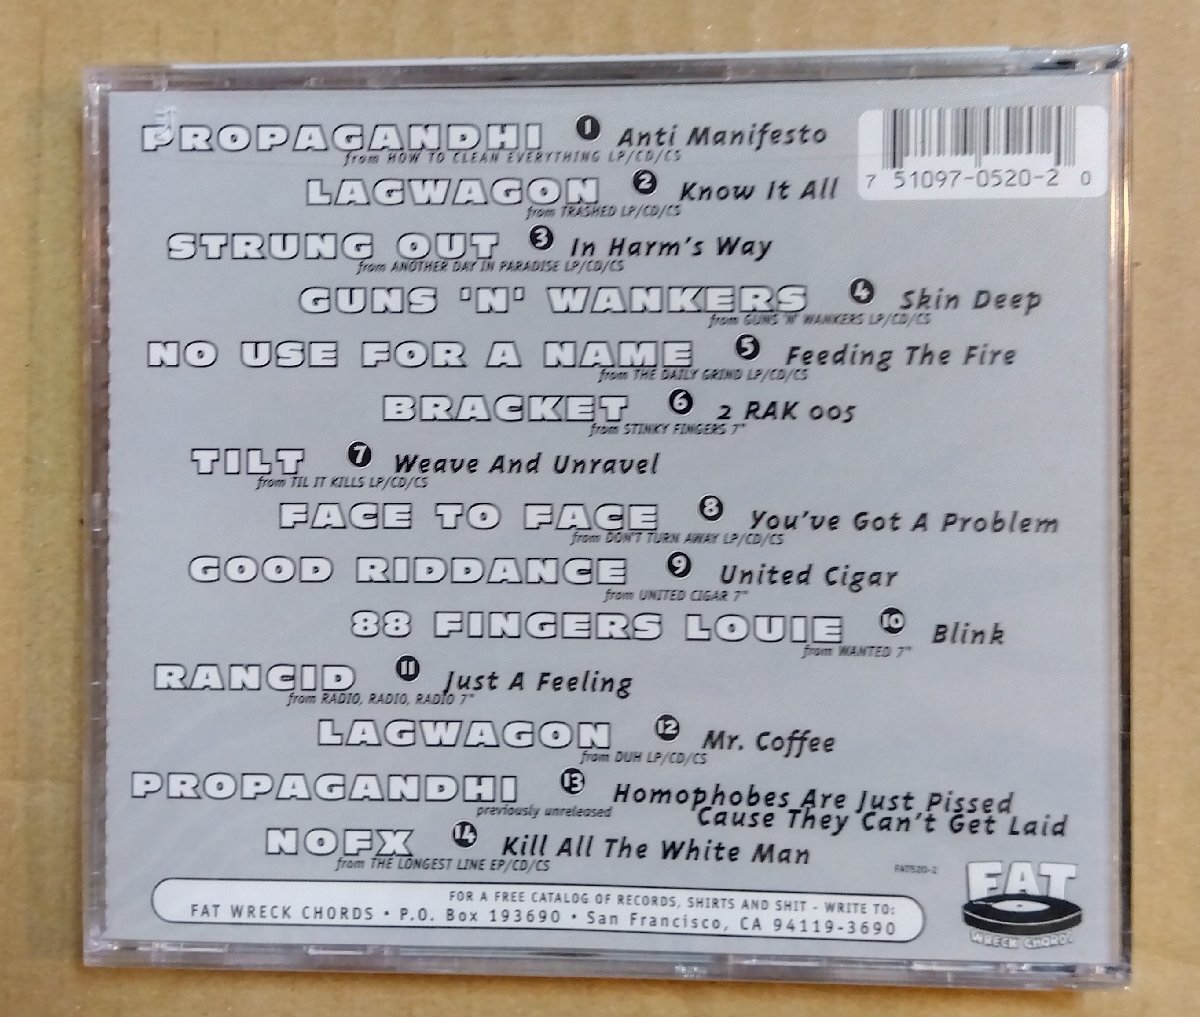 PROPAGANDHI 1 Anti Manifesto
from HOW TO CLEAN EVERYTHING LP/CD/CS
7 51097-0520-2 0
LAGWAGON 2 Know It All
from TRASHED LP/CD/CS
STRUNG OUT 3 In Harm's Way
from ANOTHER DAY IN PARADISE LP/CD/CS
GUNS 'N' WANKERS 4 Skin Deep
from GUNS 'N' WANKERS LP/CD/CS
NO USE FOR A NAME 5 Feeding The Fire
from THE DAILY GRIND LP/CD/CS
BRACKET 6 2 RAK 005
from STINKY FINGERS 7"
TILT 7 Weave And Unravel
from TIL IT KILLS LP/CD/CS
FACE TO FACE 8 You've Got A Problem
from DON'T TURN AWAY LP/CD/CS
GOOD RIDDANCE 9 United Cigar
from UNITED CIGAR 7"
88 FINGERS LOUIE 10 Blink
from WANTED 7"
RANCID 11 Just A Feeling
from RADIO, RADIO, RADIO 7"
LAGWAGON 12 Mr. Coffee
from DUH LP/CD/CS
PROPAGANDHI 13 Homophobes Are Just Pissed
previously unreleased Cause They Can't Get Laid
NOFX 14 Kill All The White Man
from THE LONGEST LINE EP/CD/CS
FAT520-2
FOR A FREE CATALOG OF RECORDS, SHIRTS AND SHIT - WRITE TO:
FAT WRECK CHORDS • P.O. Box 193690 • San Francisco, CA 94119-3690
FAT
WRECK CHORDS